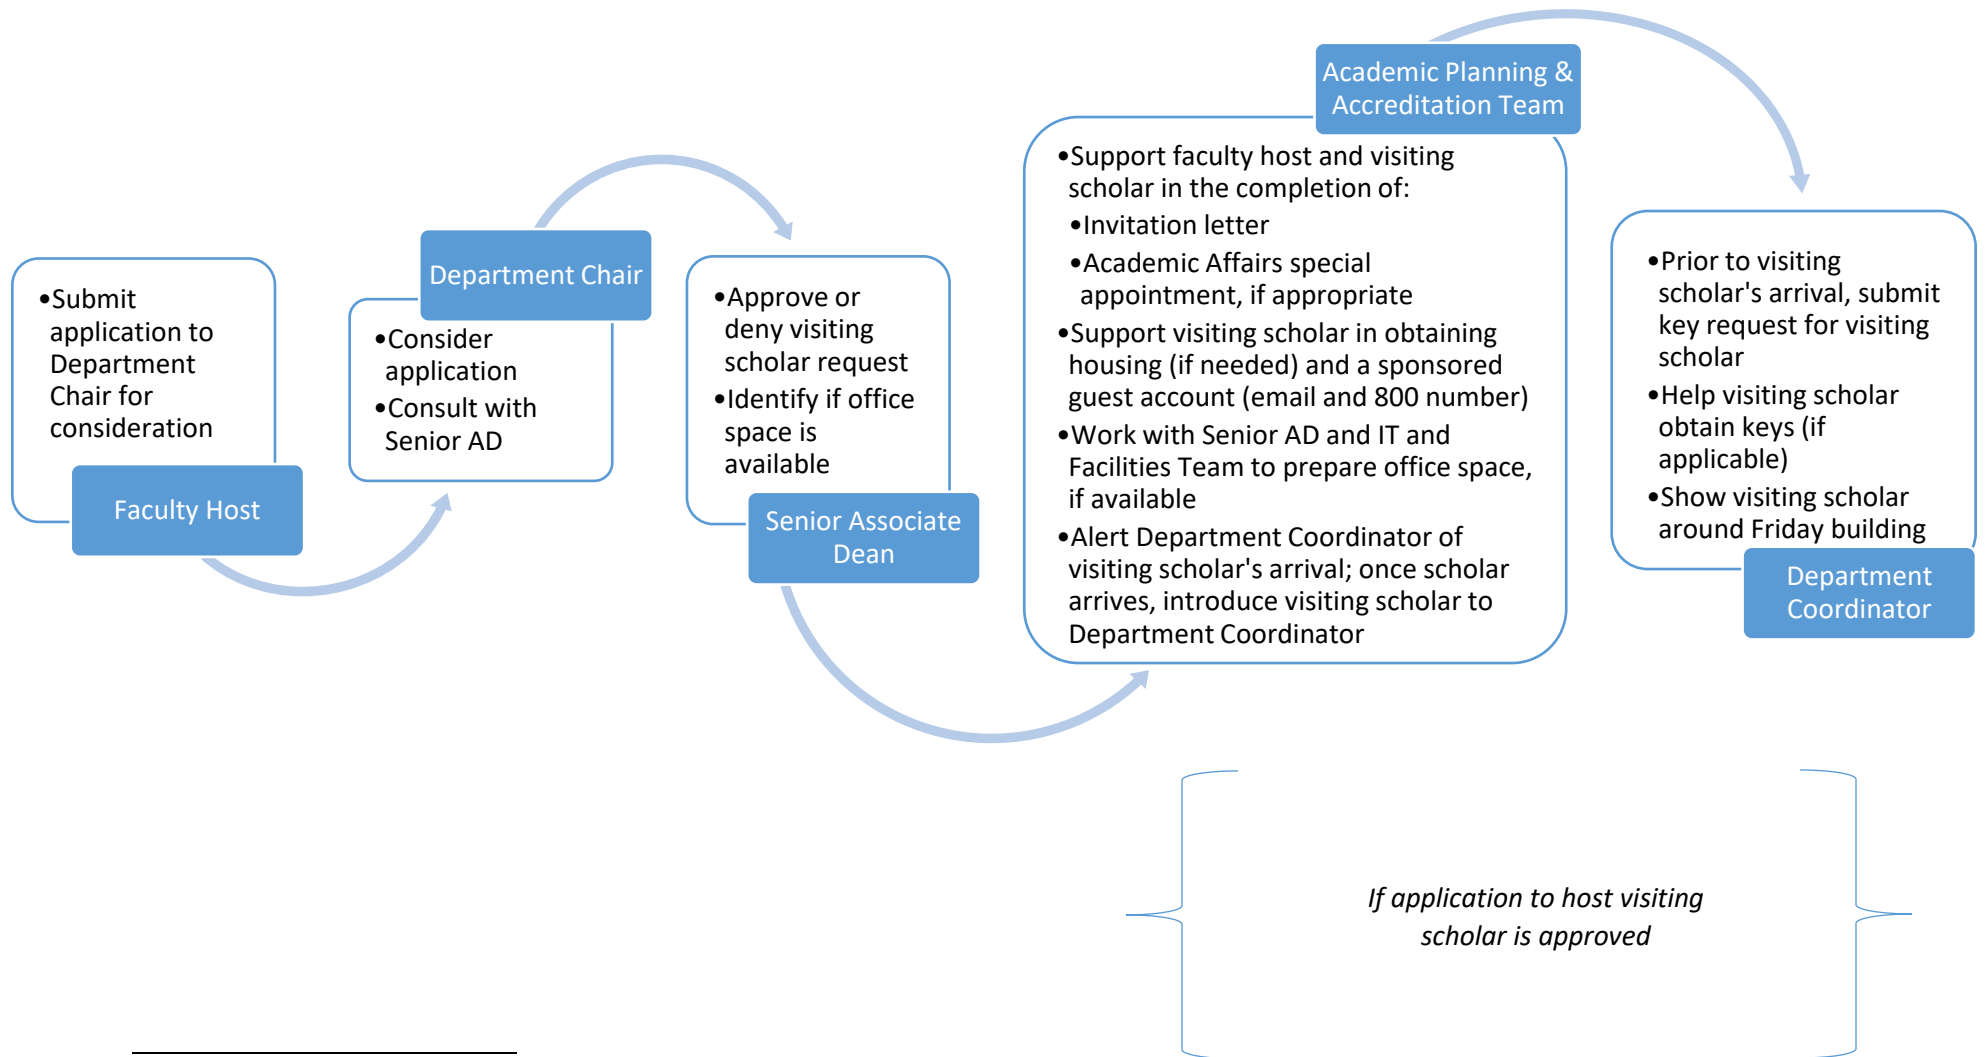 •Submit
application to
Department
Chair for
consideration
Faculty Host
Department Chair
•Consider
application
•Consult with
Senior AD
•Approve or
deny visiting
scholar request
•Identify if office
space is
available
Senior Associate
Dean
Academic Planning &
Accreditation Team
•Support faculty host and visiting
scholar in the completion of:
•Invitation letter
•Academic Affairs special
appointment, if appropriate
•Support visiting scholar in obtaining
housing (if needed) and a sponsored
guest account (email and 800 number)
•Work with Senior AD and IT and
Facilities Team to prepare office space,
if available
•Alert Department Coordinator of
visiting scholar's arrival; once scholar
arrives, introduce visiting scholar to
Department Coordinator
•Prior to visiting
scholar's arrival, submit
key request for visiting
scholar
•Help visiting scholar
obtain keys (if
applicable)
•Show visiting scholar
around Friday building
Department
Coordinator
If application to host visiting
scholar is approved